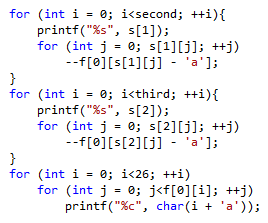 for (int i = 0; i<second; ++i){
    printf("%s", s[1]);
    for (int j = 0; s[1][j]; ++j)
        --f[0][s[1][j] - 'a'];
}
for (int i = 0; i<third; ++i){
    printf("%s", s[2]);
    for (int j = 0; s[2][j]; ++j)
        --f[0][s[2][j] - 'a'];
}
for (int i = 0; i<26; ++i)
    for (int j = 0; j<f[0][i]; ++j)
        printf("%c", char(i + 'a'));